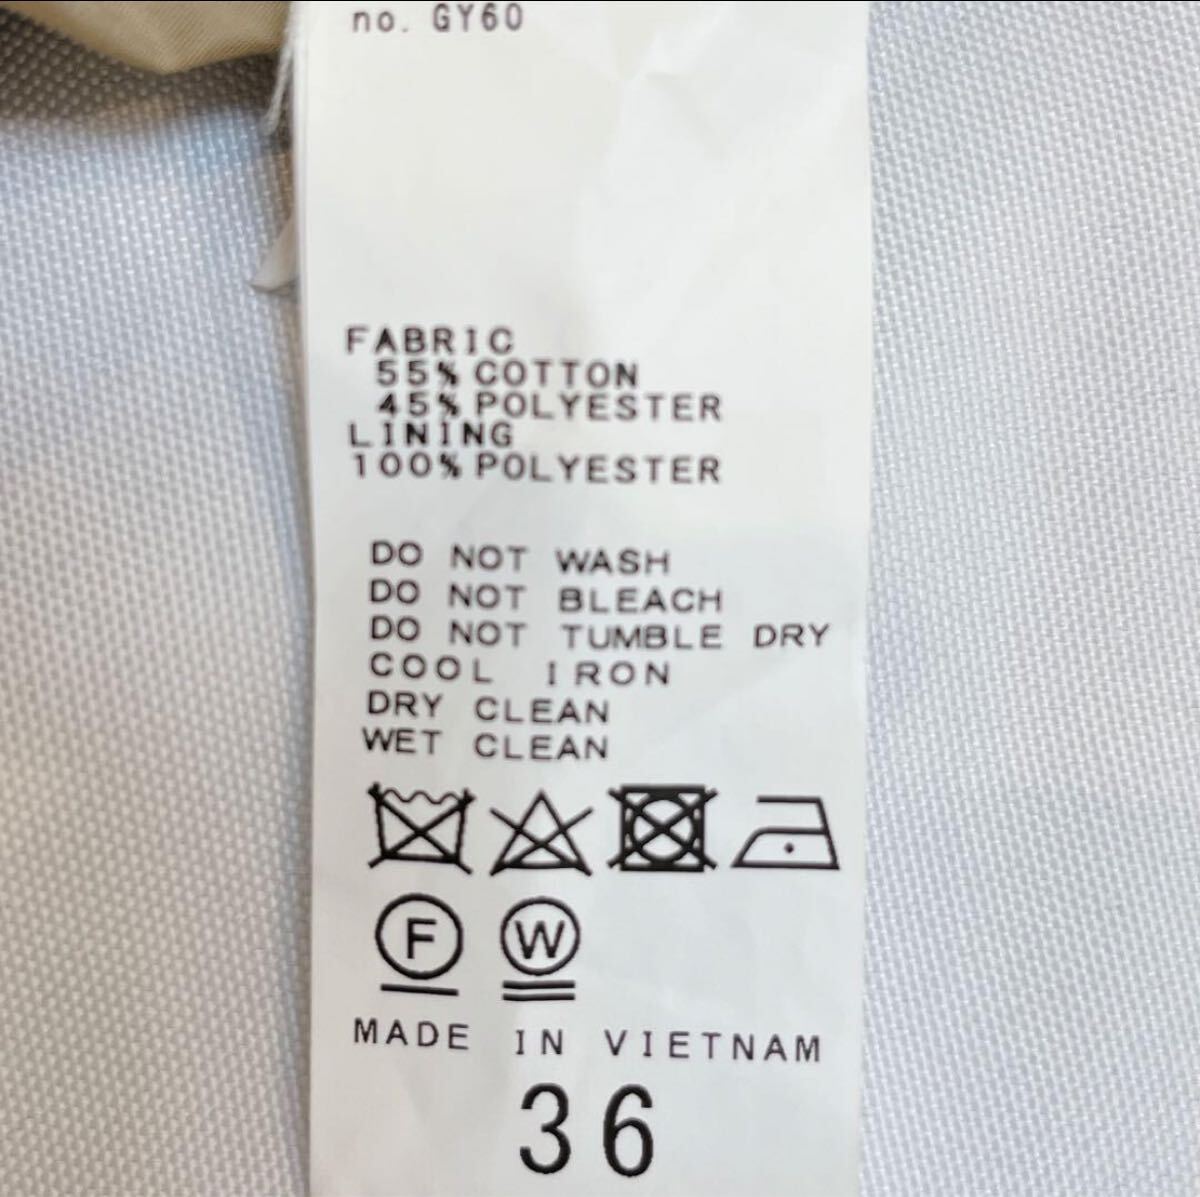 no. GY60
FABRIC
55% COTTON
45% POLYESTER
LINING
100% POLYESTER
DO NOT WASH
DO NOT BLEACH
DO NOT TUMBLE DRY
COOL IRON
DRY CLEAN
WET CLEAN
F W
MADE IN VIETNAM
36